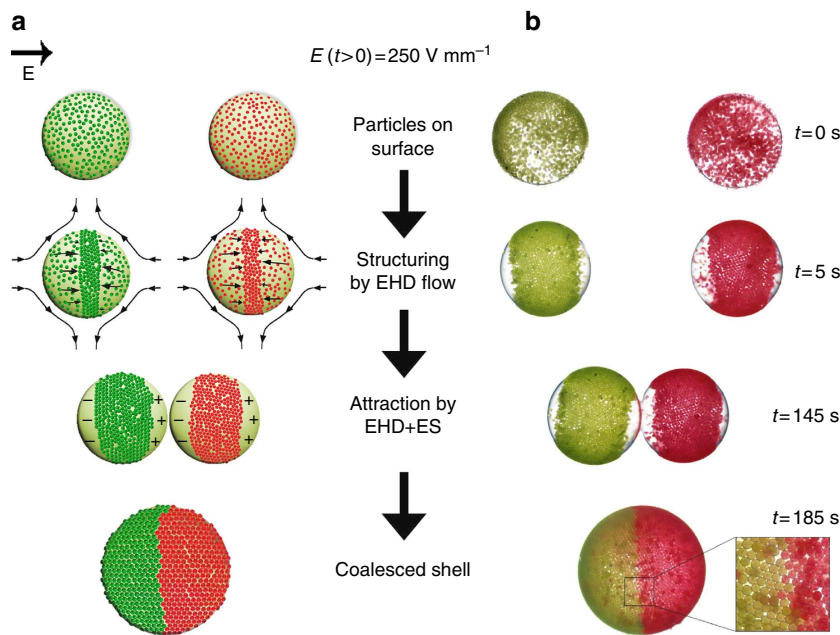 a
b
E
E (t>0) = 250 V mm⁻¹
Particles on
surface
t=0 s
Structuring
by EHD flow
t=5 s
− + − +
− + − +
− + − +
Attraction by
EHD+ES
t=145 s
t=185 s
Coalesced shell